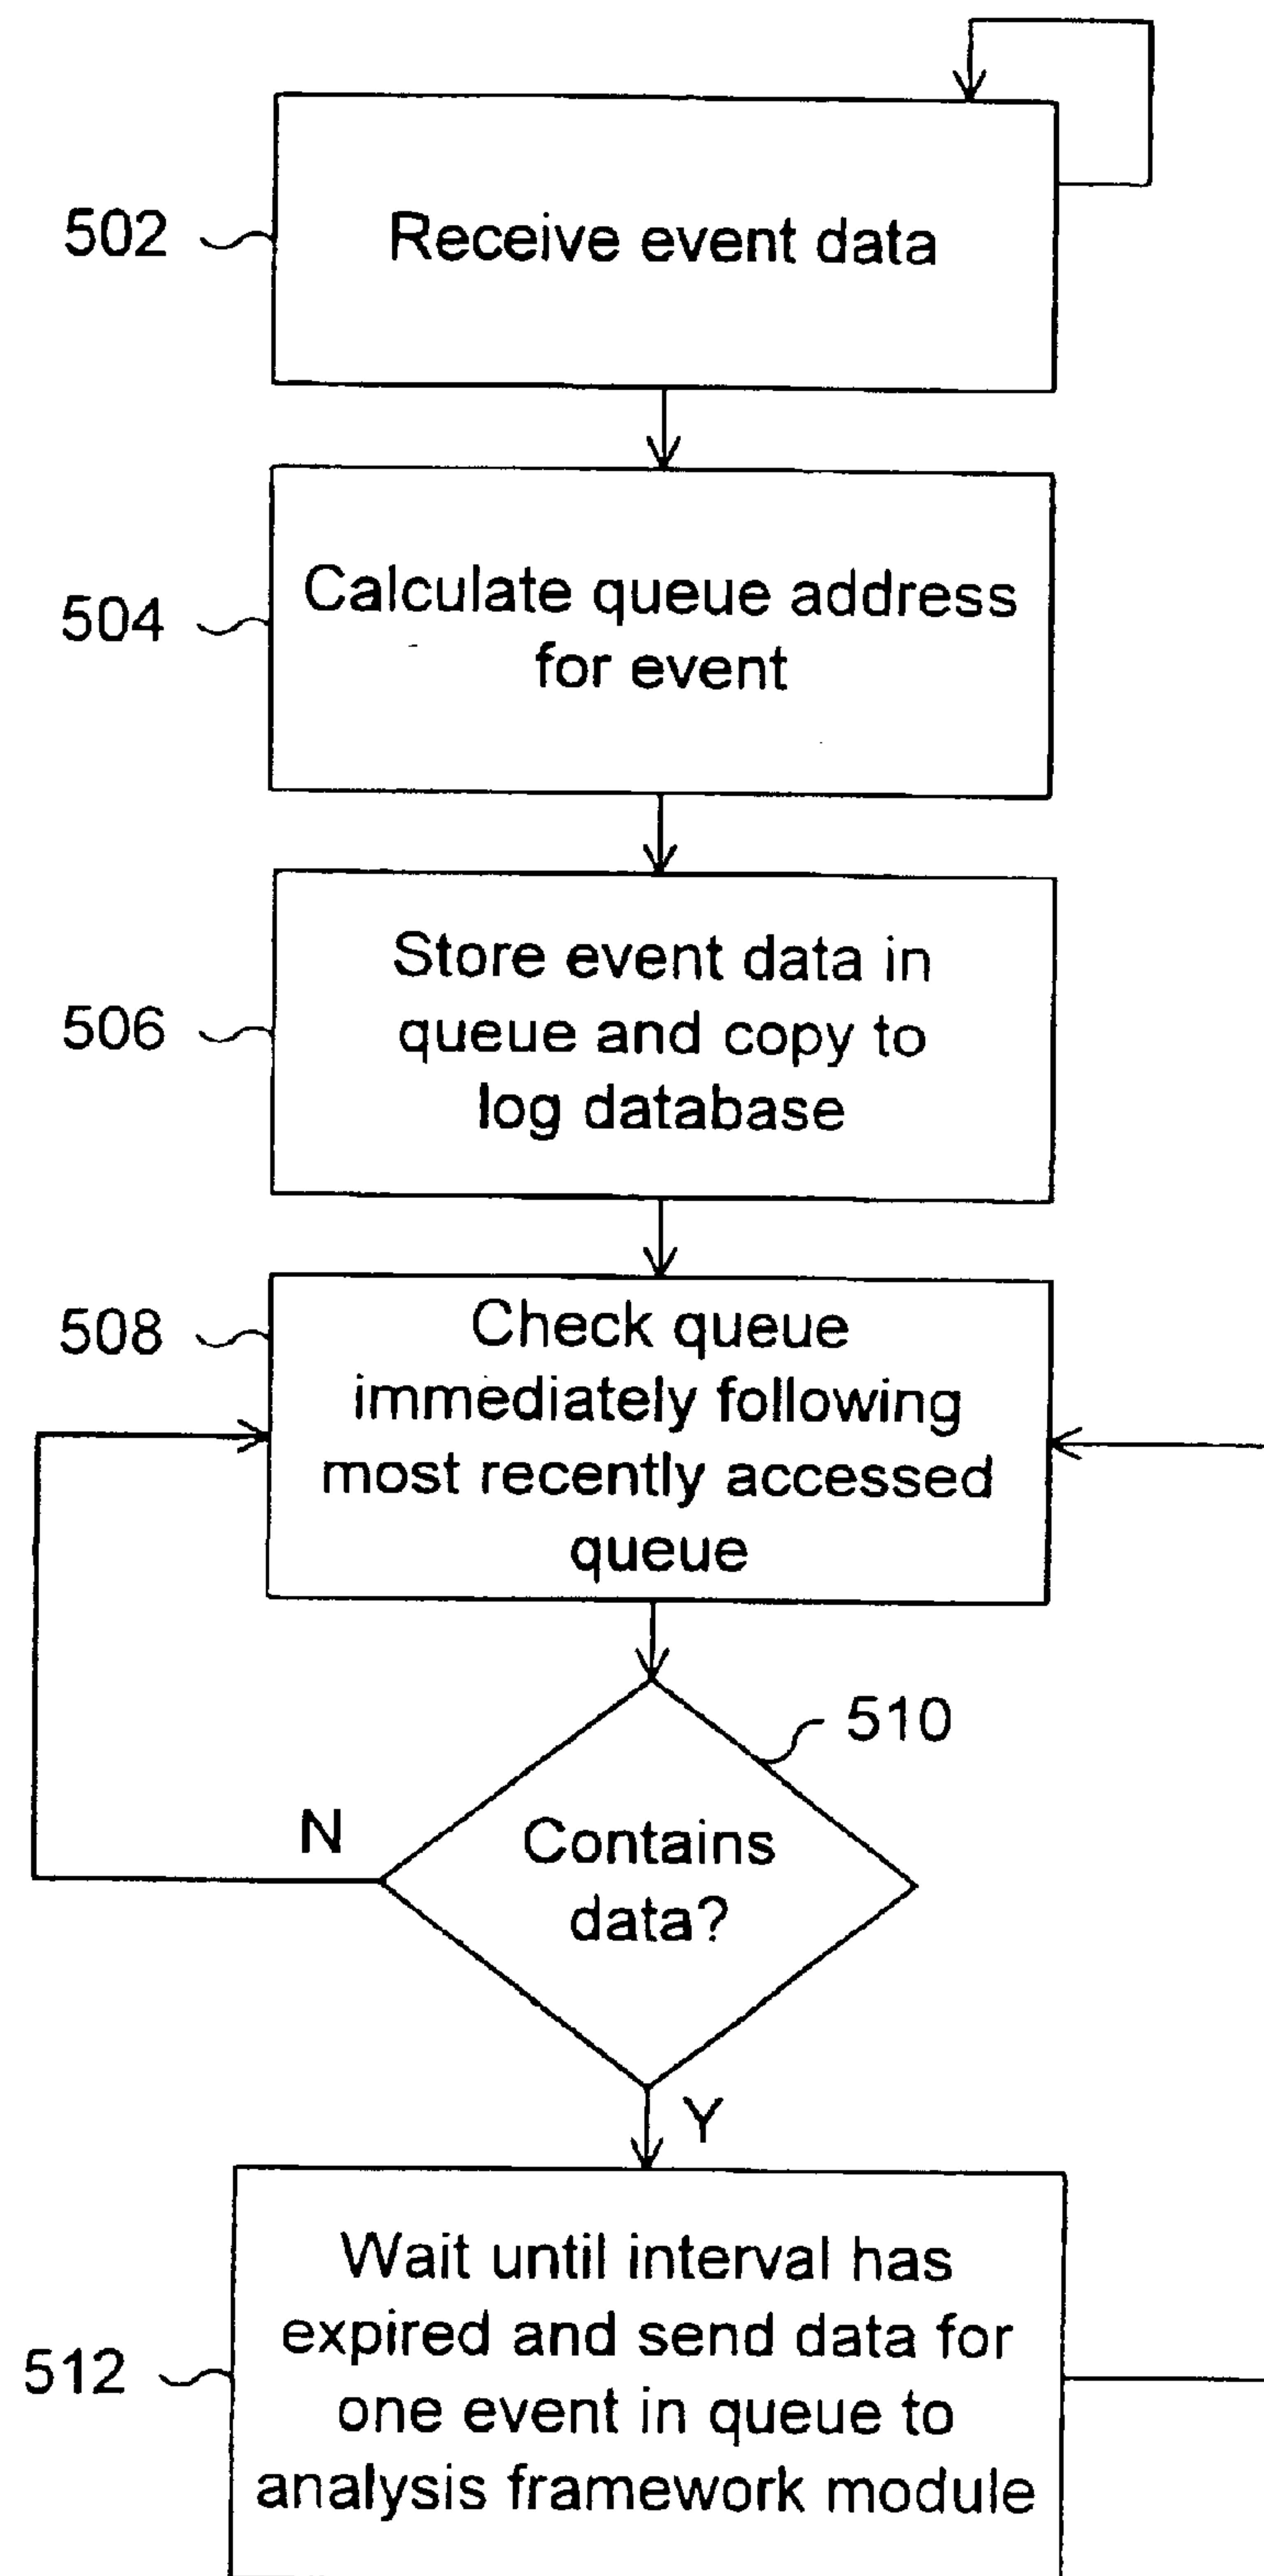 502
Receive event data
504
Calculate queue address
for event
506
Store event data in
queue and copy to
log database
508
Check queue
immediately following
most recently accessed
queue
510
Contains
data?
N
Y
512
Wait until interval has
expired and send data for
one event in queue to
analysis framework module